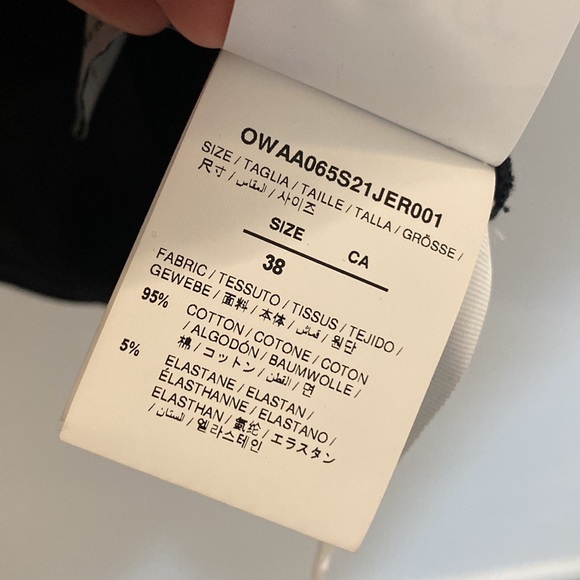 OWAA065S21JER001
SIZE / TAGLIA / TAILLE / TALLA / GRÖSSE /
尺寸 / المقاس / 사이즈
SIZE CA
38
FABRIC / TESSUTO / TISSUS / TEJIDO /
GEWEBE / 面料 / 本体 / قماش / 원단
95% COTTON / COTONE / COTON
/ ALGODÓN / BAUMWOLLE /
棉 / コットン / القطن / 면
5% ELASTANE / ELASTAN /
ÉLASTHANNE / ELASTANO /
ELASTHAN / 氨纶 / エラスタン
/ الستان / 엘라스테인